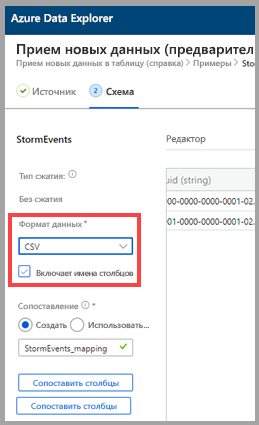 Azure Data Explorer
Прием новых данных (предварител
Прием новых данных в таблицу (справка) > Примеры > Sto
Источник
2 Схема
StormEvents
Редактор
Тип сжатия:
uid (string)
Без сжатия
00-0000-0000-0001-02.
Формат данных *
01-0000-0000-0001-02.
CSV
Включает имена столбцов
Сопоставление *
Создать
Использовать...
StormEvents_mapping
Сопоставить столбцы
Сопоставить столбцы